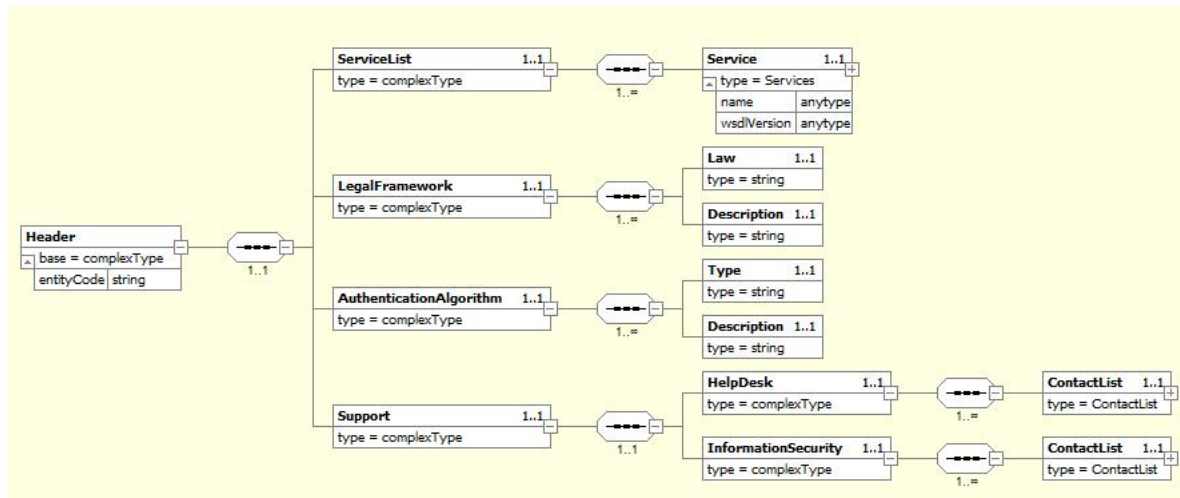 ServiceList 1..1
type = complexType
1..∞
Service 1..1
type = Services
name anytype
wsdlVersion anytype
LegalFramework 1..1
type = complexType
1..∞
Law 1..1
type = string
Description 1..1
type = string
Header
base = complexType
entityCode string
1..1
AuthenticationAlgorithm 1..1
type = complexType
1..∞
Type 1..1
type = string
Description 1..1
type = string
Support 1..1
type = complexType
1..1
HelpDesk 1..1
type = complexType
1..∞
ContactList 1..1
type = ContactList
InformationSecurity 1..1
type = complexType
1..∞
ContactList 1..1
type = ContactList